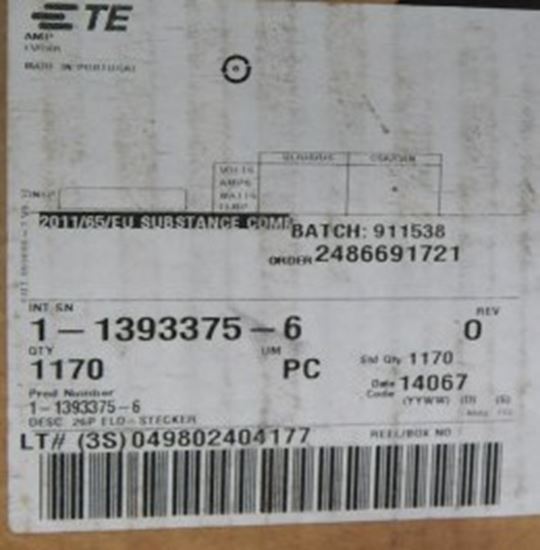 TE
AMP
MADE IN PORTUGAL
VOLTS
AMPS
WATTS
TEMP
2011/65/EU SUBSTANCE COMP
BATCH: 911538
ORDER 2486691721
INT SN
REV
1 - 1393375 - 6
0
QTY
UM
1170
PC
Std Qty 1170
Date Code 14067
(YYWW) (D) (S)
Prod Number
1-1393375-6
DESC 26P ELO-STECKER
LT# (3S) 049802404177
REEL/BOX NO